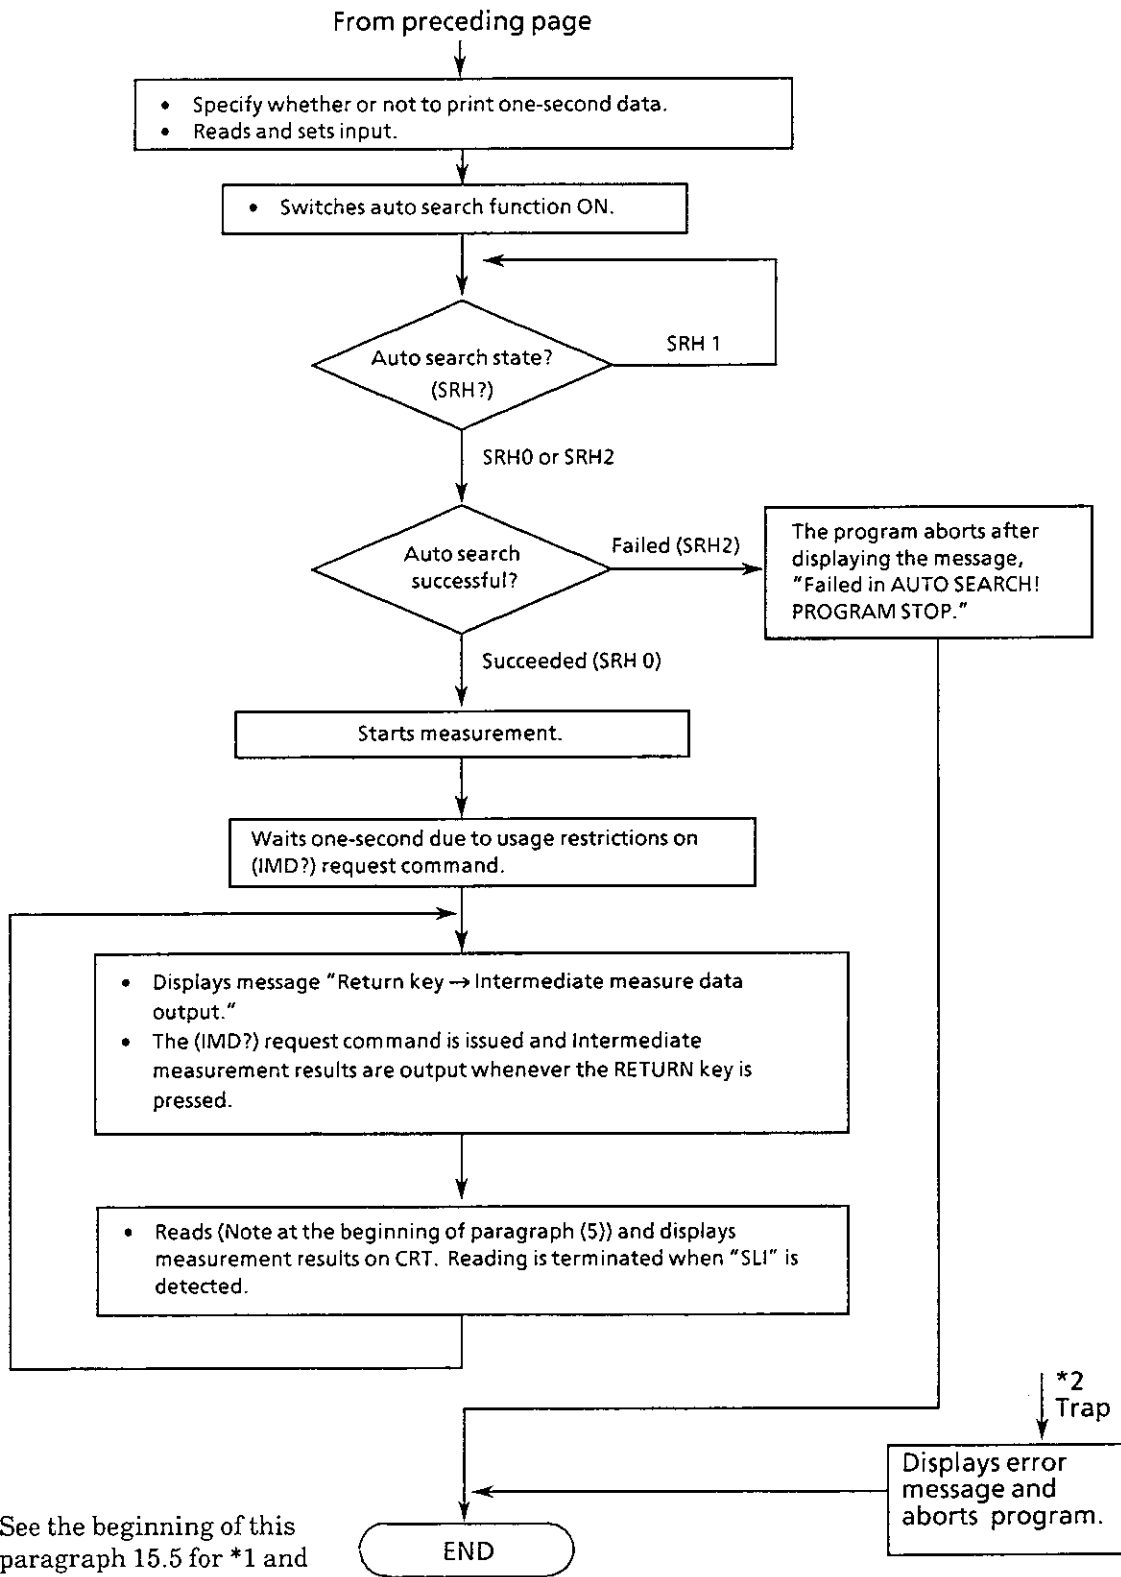 From preceding page
• Specify whether or not to print one-second data.
• Reads and sets input.
• Switches auto search function ON.
SRH 1
Auto search state?
(SRH?)
SRH0 or SRH2
Auto search
successful?
Failed (SRH2)
The program aborts after
displaying the message,
"Failed in AUTO SEARCH!
PROGRAM STOP."
Succeeded (SRH 0)
Starts measurement.
Waits one-second due to usage restrictions on
(IMD?) request command.
• Displays message "Return key → Intermediate measure data
output."
• The (IMD?) request command is issued and Intermediate
measurement results are output whenever the RETURN key is
pressed.
• Reads (Note at the beginning of paragraph (5)) and displays
measurement results on CRT. Reading is terminated when "SLI" is
detected.
*2
Trap
Displays error
message and
aborts program.
See the beginning of this
paragraph 15.5 for *1 and
END